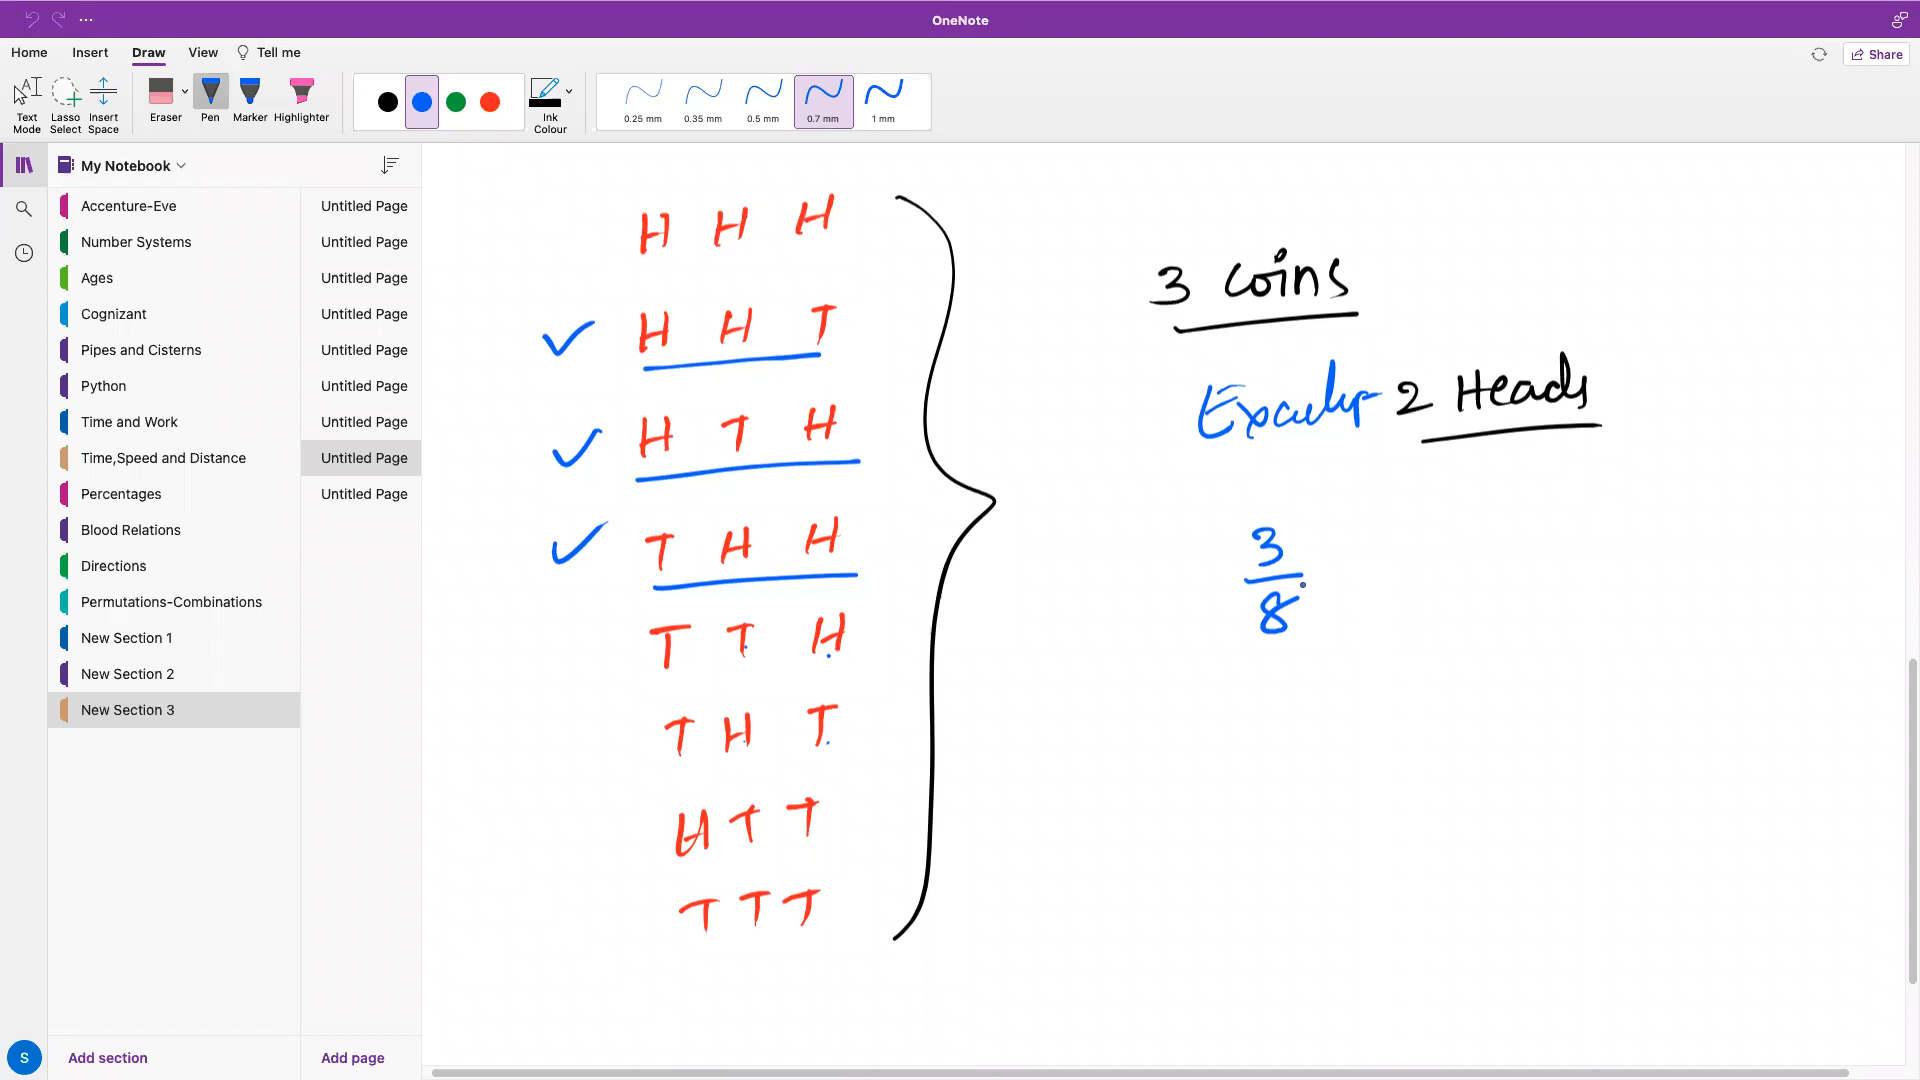 OneNote
Home Insert Draw View Tell me
Share
Text Mode
Lasso Select
Insert Space
Eraser
Pen
Marker
Highlighter
Ink Colour
0.25 mm
0.35 mm
0.5 mm
0.7 mm
1 mm
My Notebook
Accenture-Eve
Number Systems
Ages
Cognizant
Pipes and Cisterns
Python
Time and Work
Time,Speed and Distance
Percentages
Blood Relations
Directions
Permutations-Combinations
New Section 1
New Section 2
New Section 3
Untitled Page
Untitled Page
Untitled Page
Untitled Page
Untitled Page
Untitled Page
Untitled Page
Untitled Page
Untitled Page
S
Add section
Add page
H H H
H H T
H T H
T H H
T T H
T H T
H T T
T T T
3 coins
Exactly 2 Heads
3
8